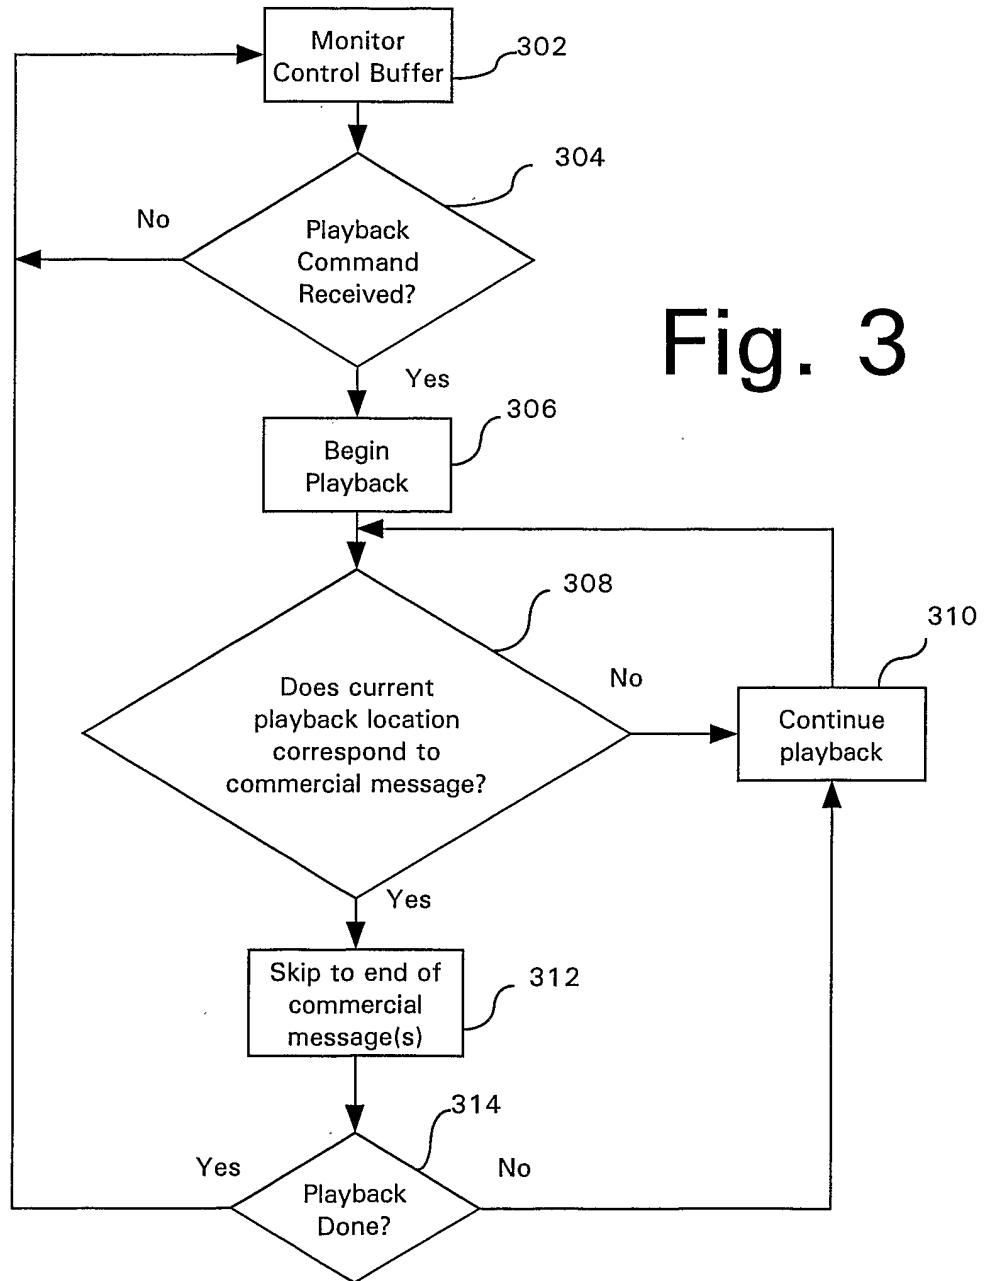 Monitor
Control Buffer
302
304
No
Playback
Command
Received?
Fig. 3
Yes
306
Begin
Playback
308
310
No
Does current
playback location
correspond to
commercial message?
Continue
playback
Yes
Skip to end of
commercial
message(s)
312
314
Yes
No
Playback
Done?